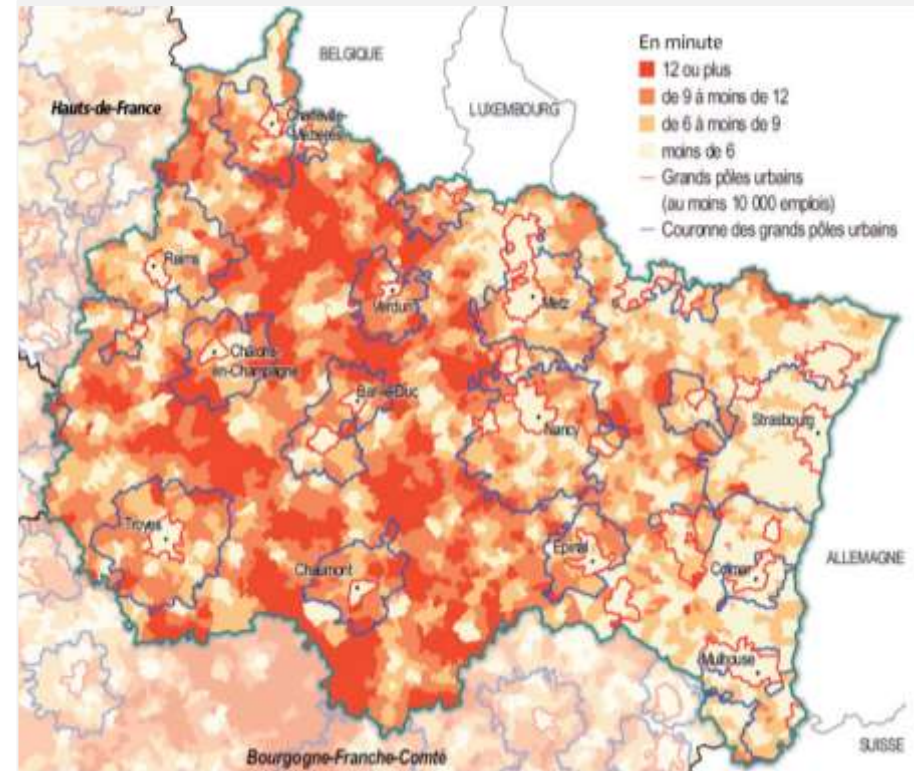 BELGIQUE
LUXEMBOURG
Hauts-de-France
En minute
12 ou plus
de 9 à moins de 12
de 6 à moins de 9
moins de 6
Grands pôles urbains
(au moins 10 000 emplois)
Couronne des grands pôles urbains
Charleville-
Mézières
Reims
Verdun
Metz
Châlons-
en-Champagne
Bar-le-Duc
Nancy
Strasbourg
Troyes
Chaumont
Épinal
Colmar
ALLEMAGNE
Mulhouse
SUISSE
Bourgogne-Franche-Comté